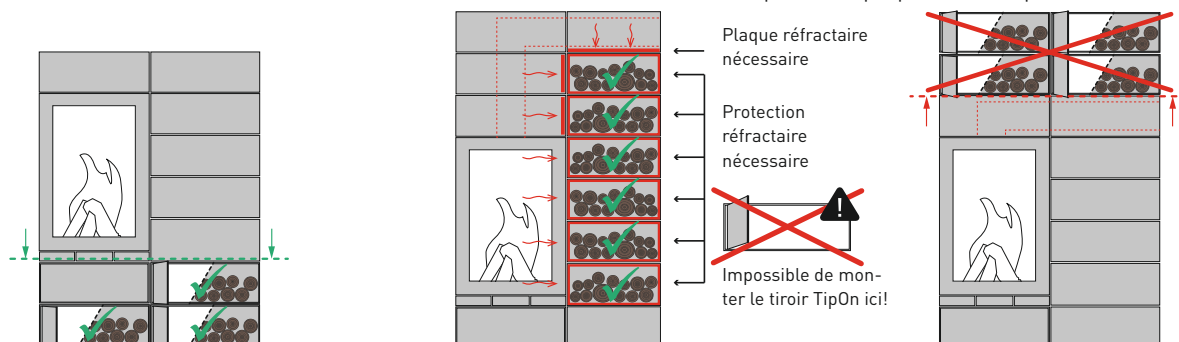 Plaque réfractaire
nécessaire
Protection
réfractaire
nécessaire
!
Impossible de mon-
ter le tiroir TipOn ici!